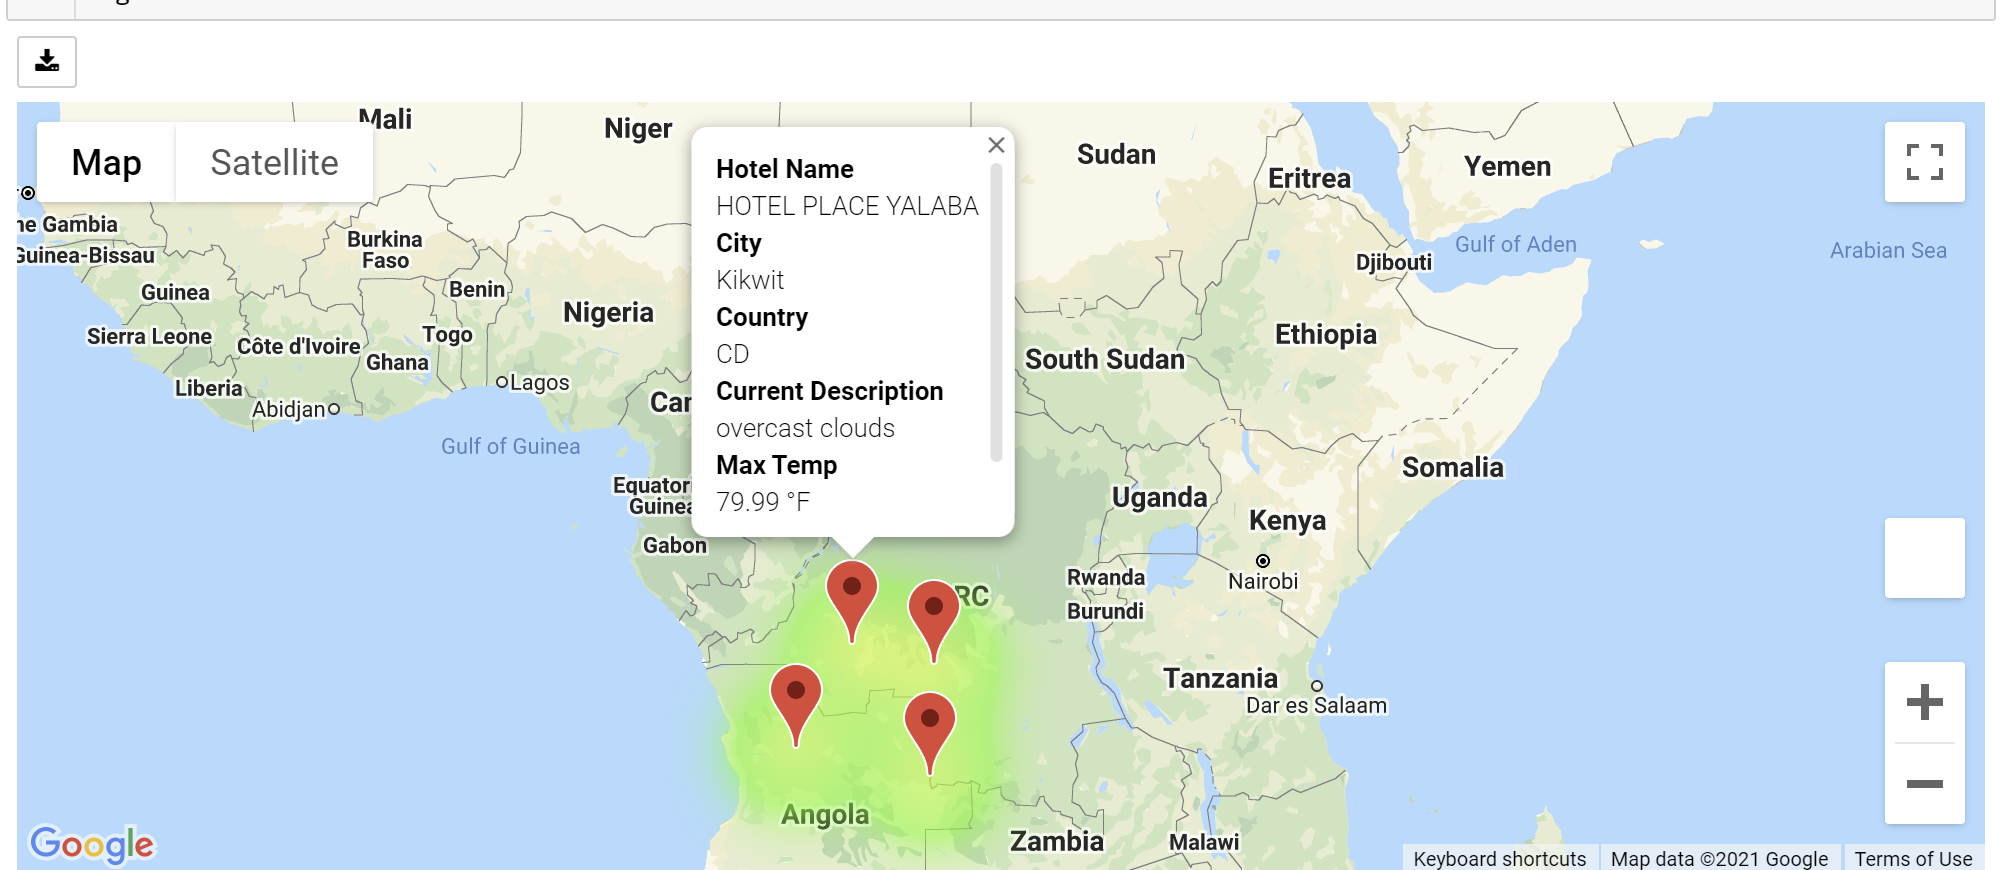 Map
Satellite
Mali
Niger
Sudan
Eritrea
Yemen
Gulf of Aden
Arabian Sea
Djibouti
Gambia
Guinea-Bissau
Burkina
Faso
Guinea
Benin
Nigeria
Sierra Leone
Côte d'Ivoire
Togo
Ghana
Liberia
Lagos
Abidjan
Gulf of Guinea
Hotel Name
HOTEL PLACE YALABA
City
Kikwit
Country
CD
Current Description
overcast clouds
Max Temp
79.99 °F
Ethiopia
South Sudan
Somalia
Uganda
Kenya
Nairobi
Gabon
Rwanda
Burundi
RC
Tanzania
Dar es Salaam
Angola
Zambia
Malawi
Google
Keyboard shortcuts
Map data ©2021 Google
Terms of Use